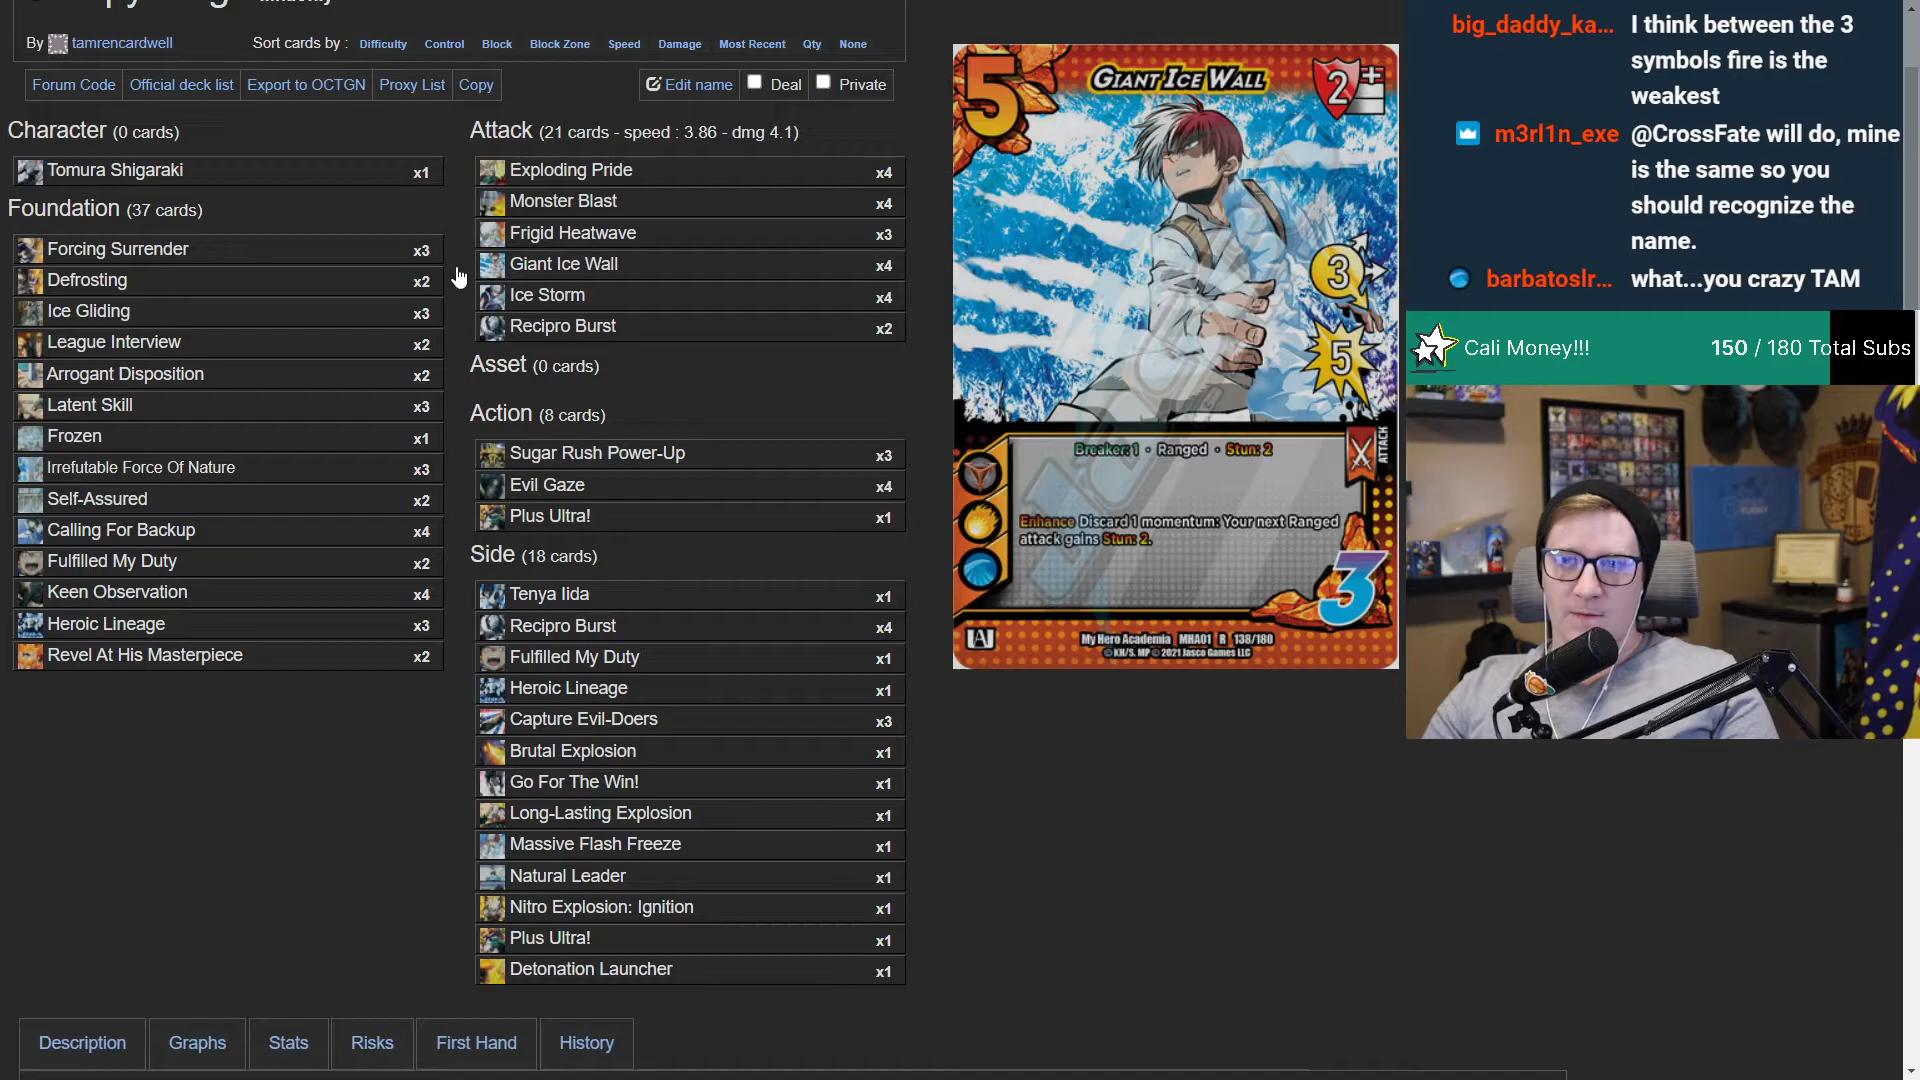 By tamrencardwell
Sort cards by : Difficulty Control Block Block Zone Speed Damage Most Recent Qty None
Forum Code Official deck list Export to OCTGN Proxy List Copy
Edit name Deal Private
Character (0 cards)
Tomura Shigaraki x1
Foundation (37 cards)
Forcing Surrender x3
Defrosting x2
Ice Gliding x3
League Interview x2
Arrogant Disposition x2
Latent Skill x3
Frozen x1
Irrefutable Force Of Nature x3
Self-Assured x2
Calling For Backup x4
Fulfilled My Duty x2
Keen Observation x4
Heroic Lineage x3
Revel At His Masterpiece x2
Attack (21 cards - speed : 3.86 - dmg 4.1)
Exploding Pride x4
Monster Blast x4
Frigid Heatwave x3
Giant Ice Wall x4
Ice Storm x4
Recipro Burst x2
Asset (0 cards)
Action (8 cards)
Sugar Rush Power-Up x3
Evil Gaze x4
Plus Ultra! x1
Side (18 cards)
Tenya Iida x1
Recipro Burst x4
Fulfilled My Duty x1
Heroic Lineage x1
Capture Evil-Doers x3
Brutal Explosion x1
Go For The Win! x1
Long-Lasting Explosion x1
Massive Flash Freeze x1
Natural Leader x1
Nitro Explosion: Ignition x1
Plus Ultra! x1
Detonation Launcher x1
Description Graphs Stats Risks First Hand History
5
GIANT ICE WALL
2
3
5
ATTACK
Breaker: 1 • Ranged • Stun: 2
Enhance Discard 1 momentum: Your next Ranged
attack gains Stun: 2.
3
My Hero Academia MHA01 R 138/180
© KH/S. MP © 2021 Jasco Games LLC
big_daddy_ka... I think between the 3
symbols fire is the
weakest
m3rl1n_exe @CrossFate will do, mine
is the same so you
should recognize the
name.
barbatoslr... what...you crazy TAM
Cali Money!!! 150 / 180 Total Subs